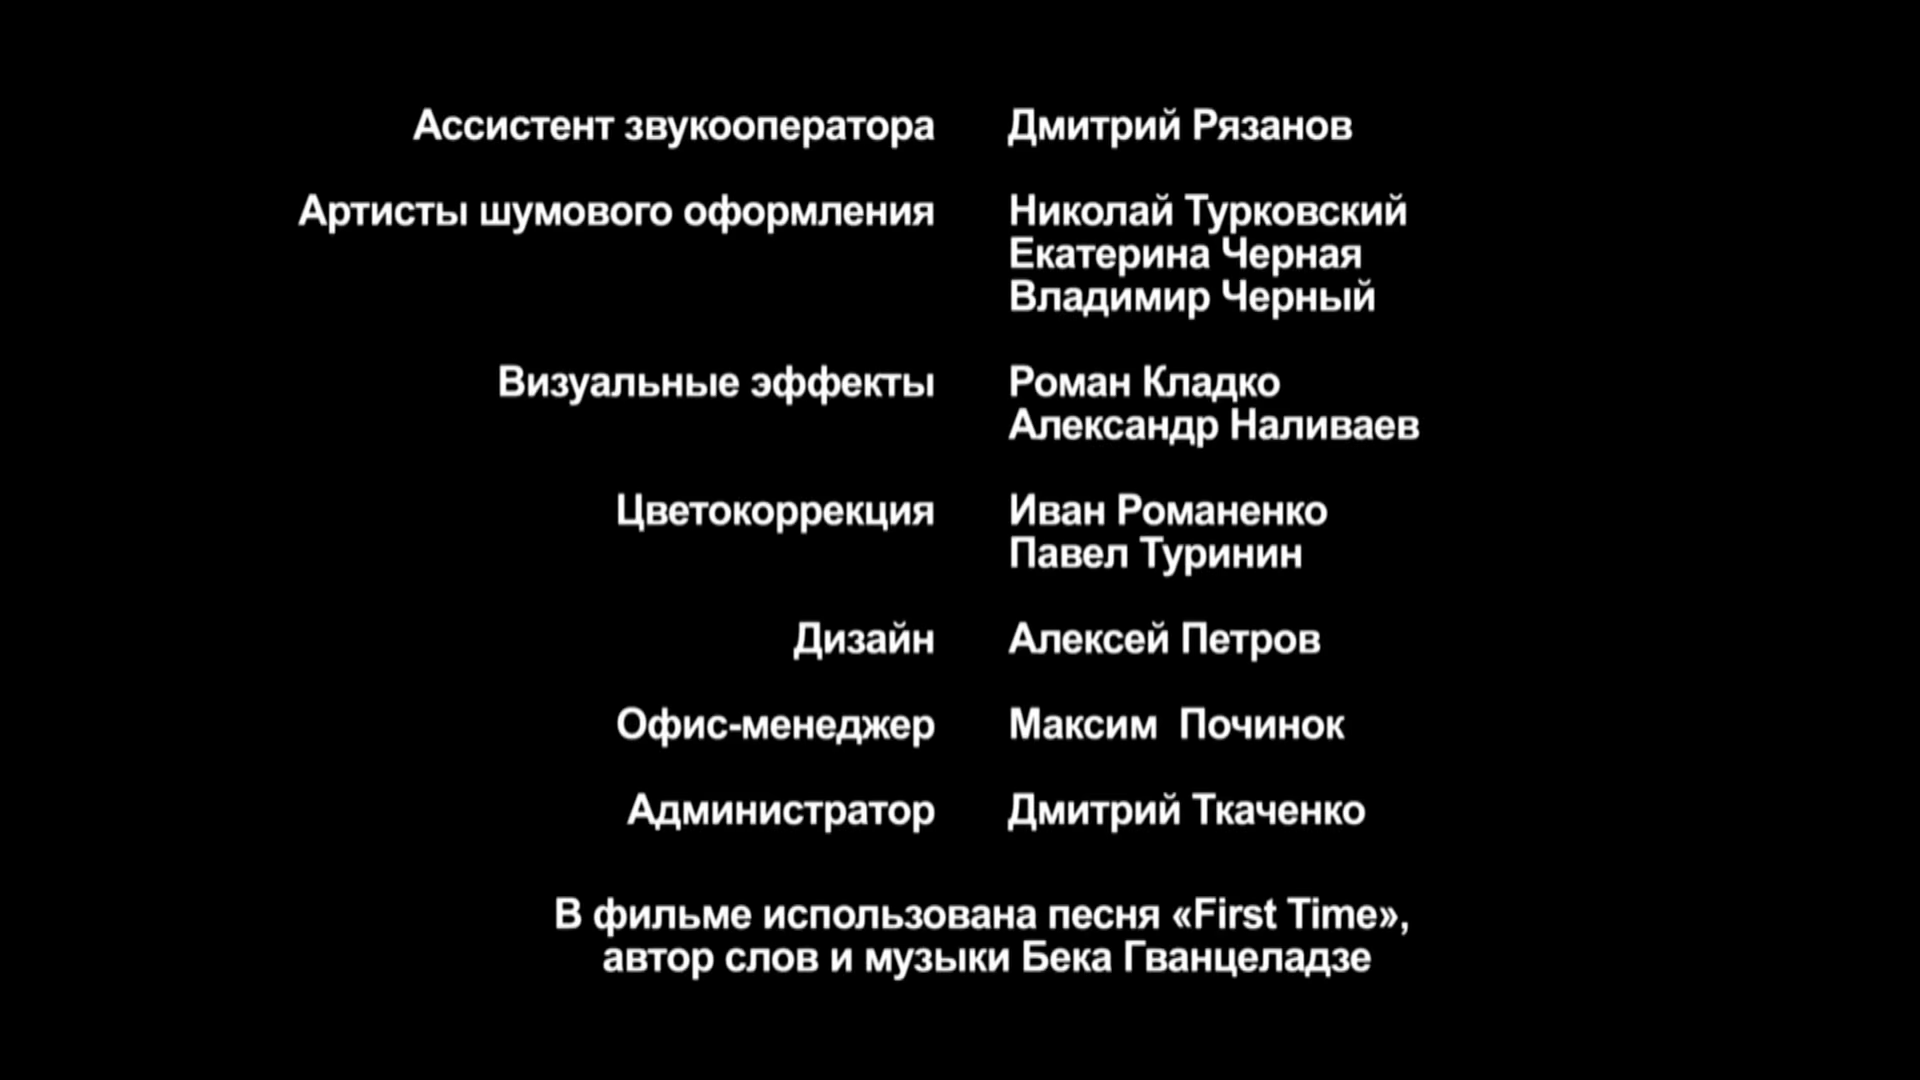 Ассистент звукооператора Дмитрий Рязанов
Артисты шумового оформления Николай Турковский
Екатерина Черная
Владимир Черный
Визуальные эффекты Роман Кладко
Александр Наливаев
Цветокоррекция Иван Романенко
Павел Туринин
Дизайн Алексей Петров
Офис-менеджер Максим  Починок
Администратор Дмитрий Ткаченко
В фильме использована песня «First Time»,
автор слов и музыки Бека Гванцеладзе